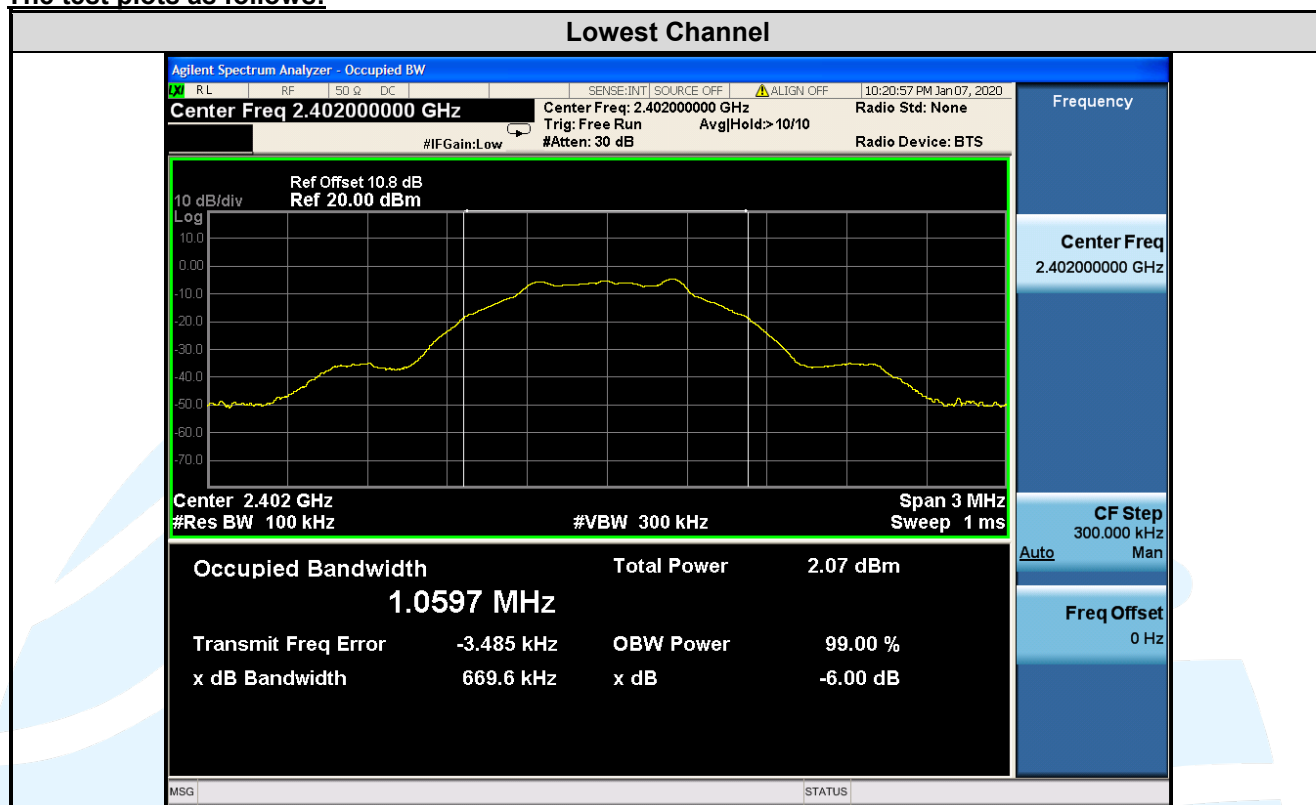 The test plots as follows:
Lowest Channel
Agilent Spectrum Analyzer - Occupied BW
LXI RL RF 50 Ω DC SENSE:INT SOURCE OFF ALIGN OFF 10:20:57 PM Jan 07, 2020
Center Freq 2.402000000 GHz
Center Freq: 2.402000000 GHz
Radio Std: None
Trig: Free Run Avg|Hold:> 10/10
#IFGain:Low
#Atten: 30 dB
Radio Device: BTS
Frequency
Ref Offset 10.8 dB
10 dB/div Ref 20.00 dBm
Log
10.0
0.00
-10.0
-20.0
-30.0
-40.0
-50.0
-60.0
-70.0
Center 2.402 GHz Span 3 MHz
#Res BW 100 kHz #VBW 300 kHz Sweep 1 ms
Occupied Bandwidth Total Power 2.07 dBm
1.0597 MHz
Transmit Freq Error -3.485 kHz OBW Power 99.00 %
x dB Bandwidth 669.6 kHz x dB -6.00 dB
Center Freq
2.402000000 GHz
CF Step
300.000 kHz
Auto Man
Freq Offset
0 Hz
MSG STATUS